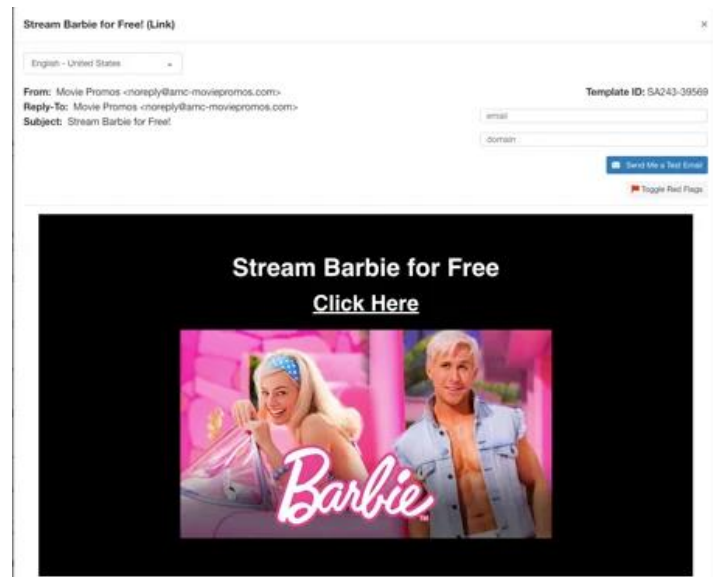 Stream Barbie for Free! (Link)
×
English - United States
From: Movie Promos <noreply@amc-moviepromos.com>
Template ID: SA243-39569
Reply-To: Movie Promos <noreply@amc-moviepromos.com>
Subject: Stream Barbie for Free!
email
domain
Send Me a Test Email
Toggle Red Flags
Stream Barbie for Free
Click Here
Barbie
TM